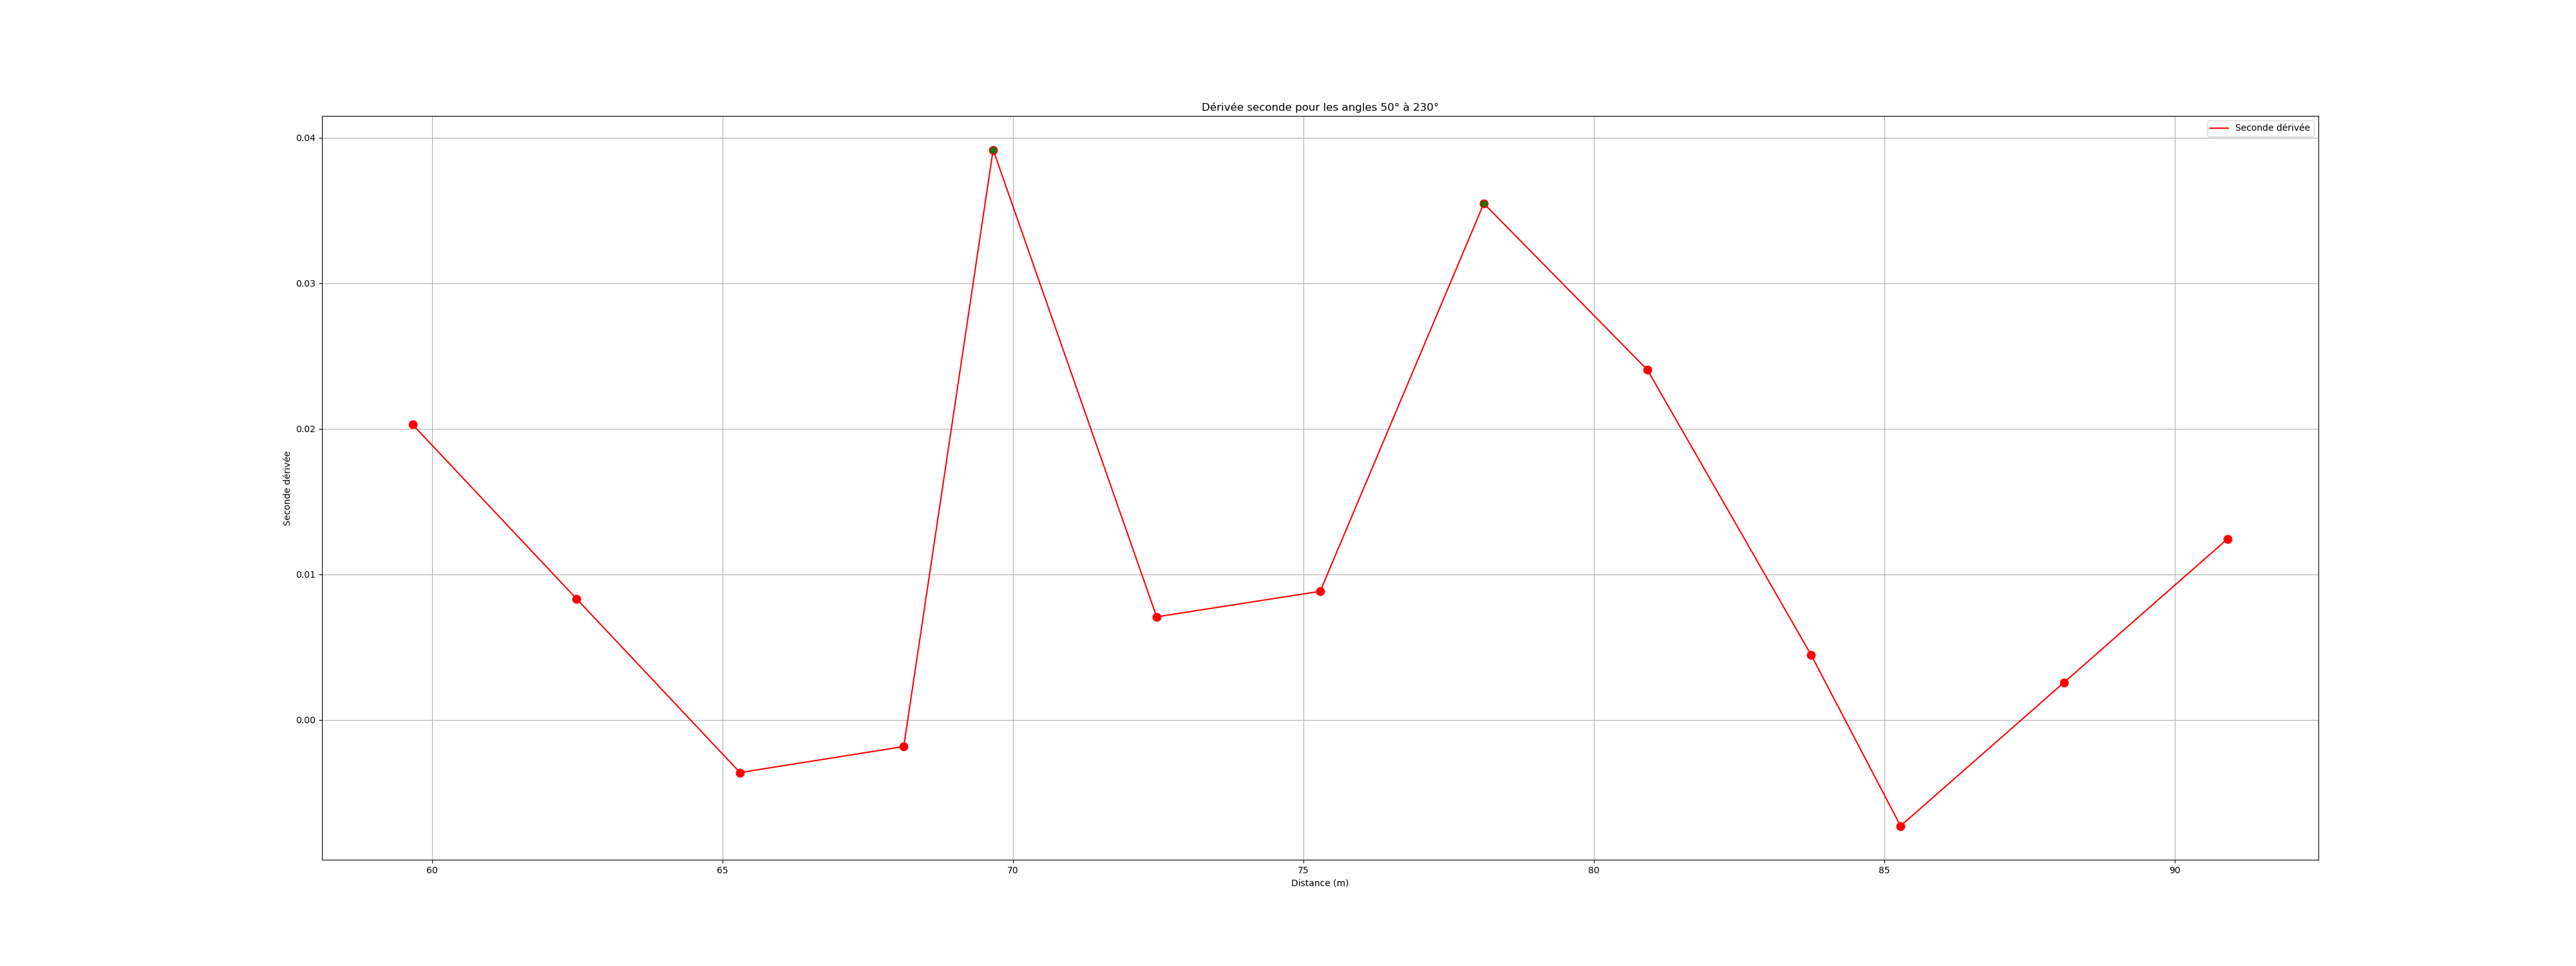 Dérivée seconde pour les angles 50° à 230°
Seconde dérivée
0.04
0.03
0.02
0.01
0.00
Seconde dérivée
60 65 70 75 80 85 90
Distance (m)